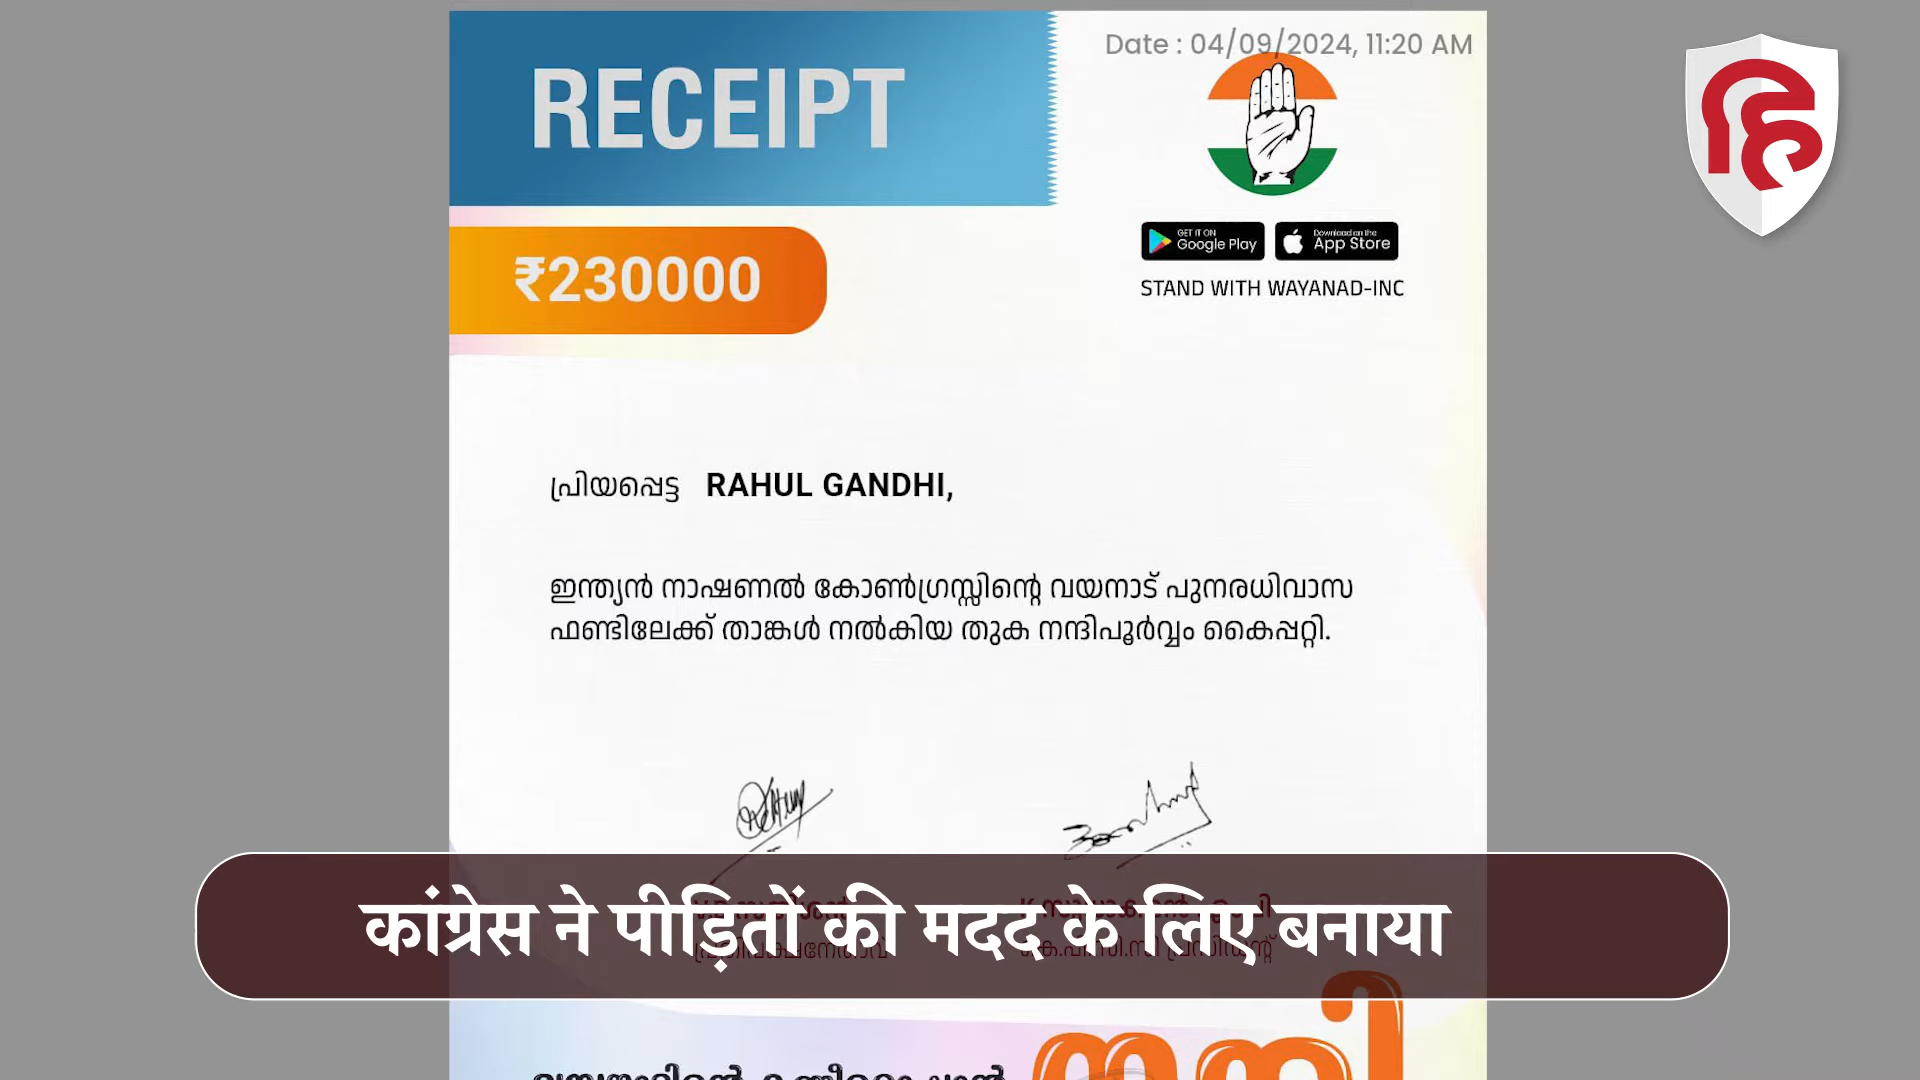 RECEIPT
Date : 04/09/2024, 11:20 AM
हि
₹230000
GET IT ON
Google Play
Download on the
App Store
STAND WITH WAYANAD-INC
പ്രിയപ്പെട്ട RAHUL GANDHI,
ഇന്ത്യൻ നാഷണൽ കോൺഗ്രസ്സിന്റെ വയനാട് പുനരധിവാസ
ഫണ്ടിലേക്ക് താങ്കൾ നൽകിയ തുക നന്ദിപൂർവ്വം കൈപ്പറ്റി.
कांग्रेस ने पीड़ितों की मदद के लिए बनाया